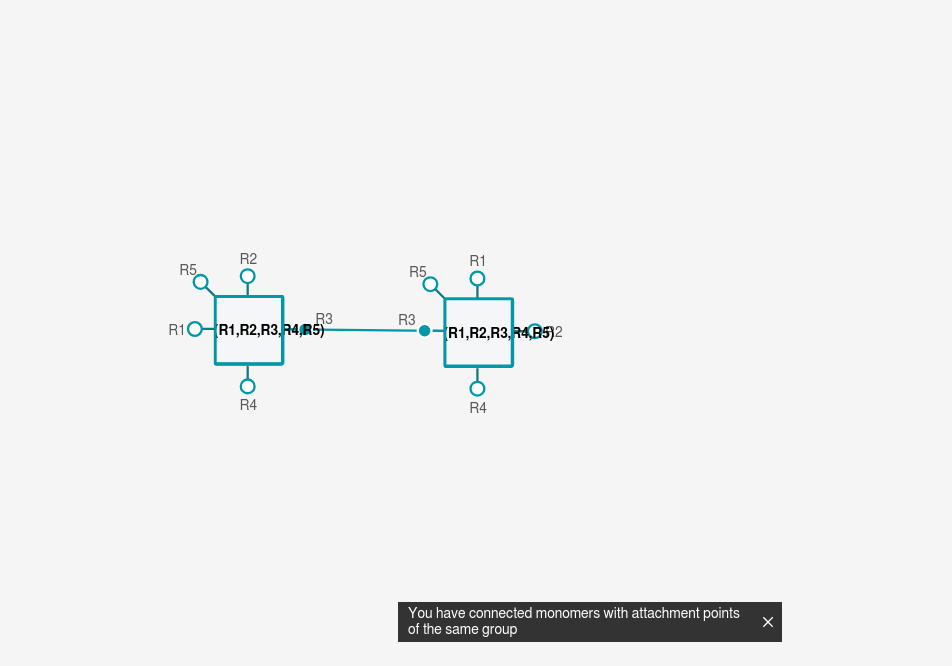 R2
R1
R5
R5
R3
R3
R1
(R1,R2,R3,R4,R5)
(R1,R2,R3,R4,R5)
R2
R4
R4
You have connected monomers with attachment points
of the same group